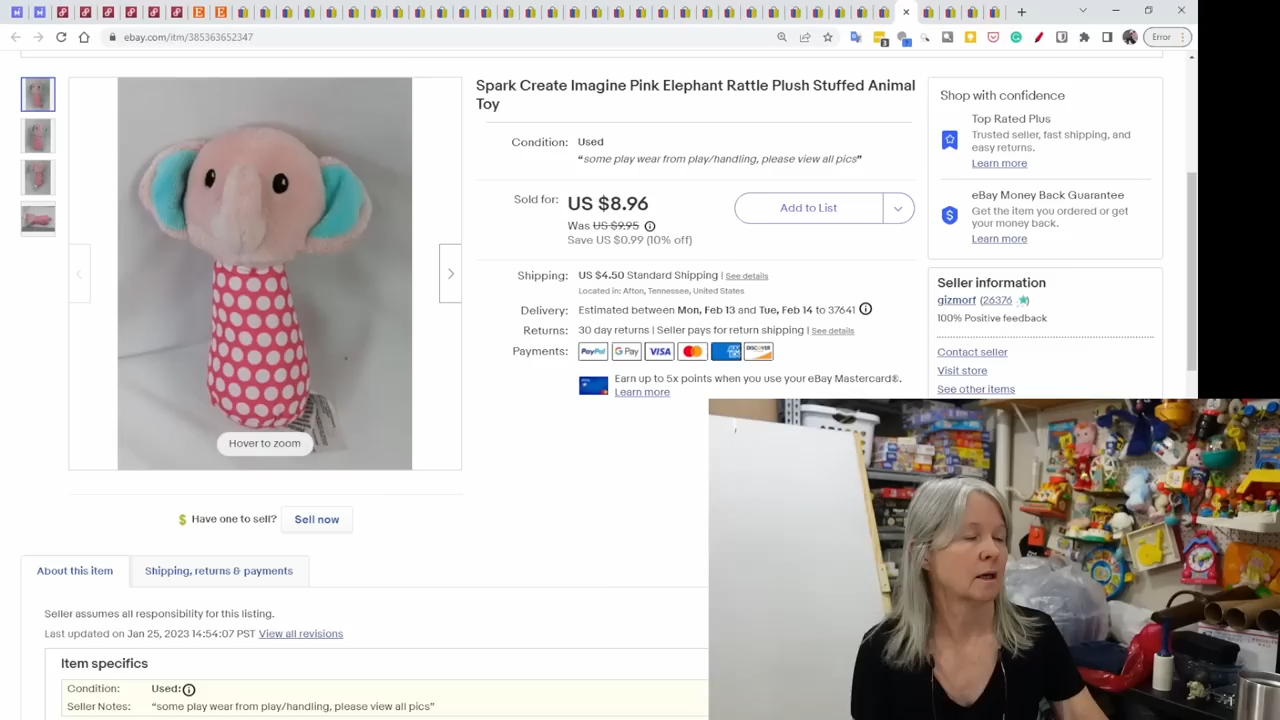 ebay.com/itm/385363652347
Error
Spark Create Imagine Pink Elephant Rattle Plush Stuffed Animal
Toy
Condition: Used
"some play wear from play/handling, please view all pics"
Sold for: US $8.96
Was US $9.95
Save US $0.99 (10% off)
Add to List
Shipping: US $4.50 Standard Shipping | See details
Located in: Afton, Tennessee, United States
Delivery: Estimated between Mon, Feb 13 and Tue, Feb 14 to 37641
Returns: 30 day returns | Seller pays for return shipping | See details
Payments: PayPal G Pay VISA DISCOVER
Earn up to 5x points when you use your eBay Mastercard®.
Learn more
Shop with confidence
Top Rated Plus
Trusted seller, fast shipping, and
easy returns.
Learn more
eBay Money Back Guarantee
Get the item you ordered or get
your money back.
Learn more
Seller information
gizmorf (26376)
100% Positive feedback
Contact seller
Visit store
See other items
Hover to zoom
Have one to sell? Sell now
About this item
Shipping, returns & payments
Seller assumes all responsibility for this listing.
Last updated on Jan 25, 2023 14:54:07 PST View all revisions
Item specifics
Condition: Used:
Seller Notes: "some play wear from play/handling, please view all pics"